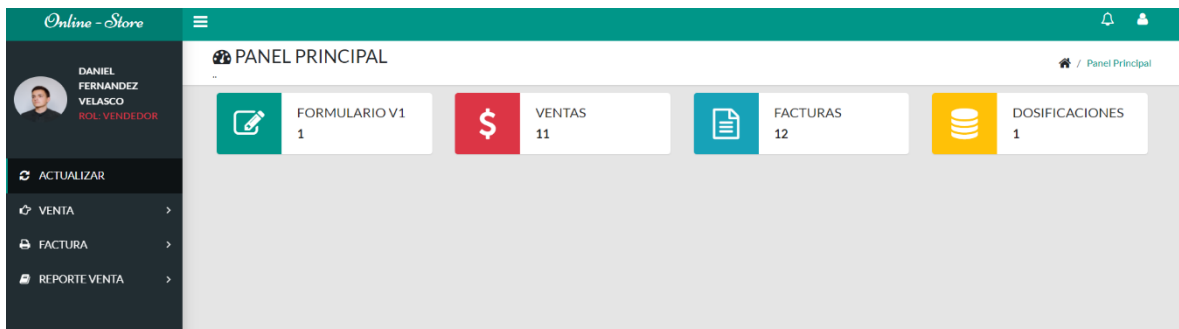 Online - Store
DANIEL
FERNANDEZ
VELASCO
ROL: VENDEDOR
ACTUALIZAR
VENTA
FACTURA
REPORTE VENTA
PANEL PRINCIPAL
..
/ Panel Principal
FORMULARIO V1
1
VENTAS
11
FACTURAS
12
DOSIFICACIONES
1